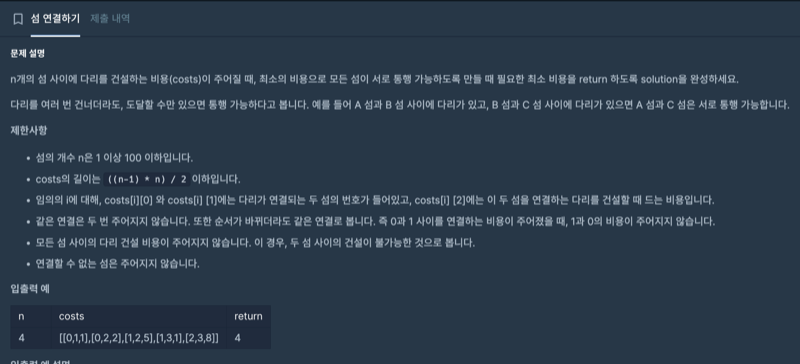 섬 연결하기 제출 내역
문제 설명
n개의 섬 사이에 다리를 건설하는 비용(costs)이 주어질 때, 최소의 비용으로 모든 섬이 서로 통행 가능하도록 만들 때 필요한 최소 비용을 return 하도록 solution을 완성하세요.
다리를 여러 번 건너더라도, 도달할 수만 있으면 통행 가능하다고 봅니다. 예를 들어 A 섬과 B 섬 사이에 다리가 있고, B 섬과 C 섬 사이에 다리가 있으면 A 섬과 C 섬은 서로 통행 가능합니다.
제한사항
• 섬의 개수 n은 1 이상 100 이하입니다.
• costs의 길이는 ((n-1) * n) / 2 이하입니다.
• 임의의 i에 대해, costs[i][0] 와 costs[i] [1]에는 다리가 연결되는 두 섬의 번호가 들어있고, costs[i] [2]에는 이 두 섬을 연결하는 다리를 건설할 때 드는 비용입니다.
• 같은 연결은 두 번 주어지지 않습니다. 또한 순서가 바뀌더라도 같은 연결로 봅니다. 즉 0과 1 사이를 연결하는 비용이 주어졌을 때, 1과 0의 비용이 주어지지 않습니다.
• 모든 섬 사이의 다리 건설 비용이 주어지지 않습니다. 이 경우, 두 섬 사이의 건설이 불가능한 것으로 봅니다.
• 연결할 수 없는 섬은 주어지지 않습니다.
입출력 예
n costs return
4 [[0,1,1],[0,2,2],[1,2,5],[1,3,1],[2,3,8]] 4